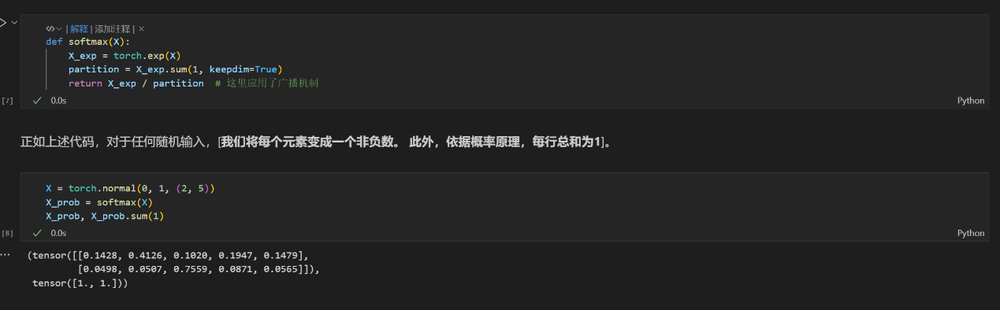 解释 | 添加注释 | ×
def softmax(X):
    X_exp = torch.exp(X)
    partition = X_exp.sum(1, keepdim=True)
    return X_exp / partition  # 这里应用了广播机制
[7] 0.0s Python
正如上述代码，对于任何随机输入，[我们将每个元素变成一个非负数。 此外，依据概率原理，每行总和为1]。
X = torch.normal(0, 1, (2, 5))
X_prob = softmax(X)
X_prob, X_prob.sum(1)
[8] 0.0s Python
(tensor([[0.1428, 0.4126, 0.1020, 0.1947, 0.1479],
         [0.0498, 0.0507, 0.7559, 0.0871, 0.0565]]),
 tensor([1., 1.]))